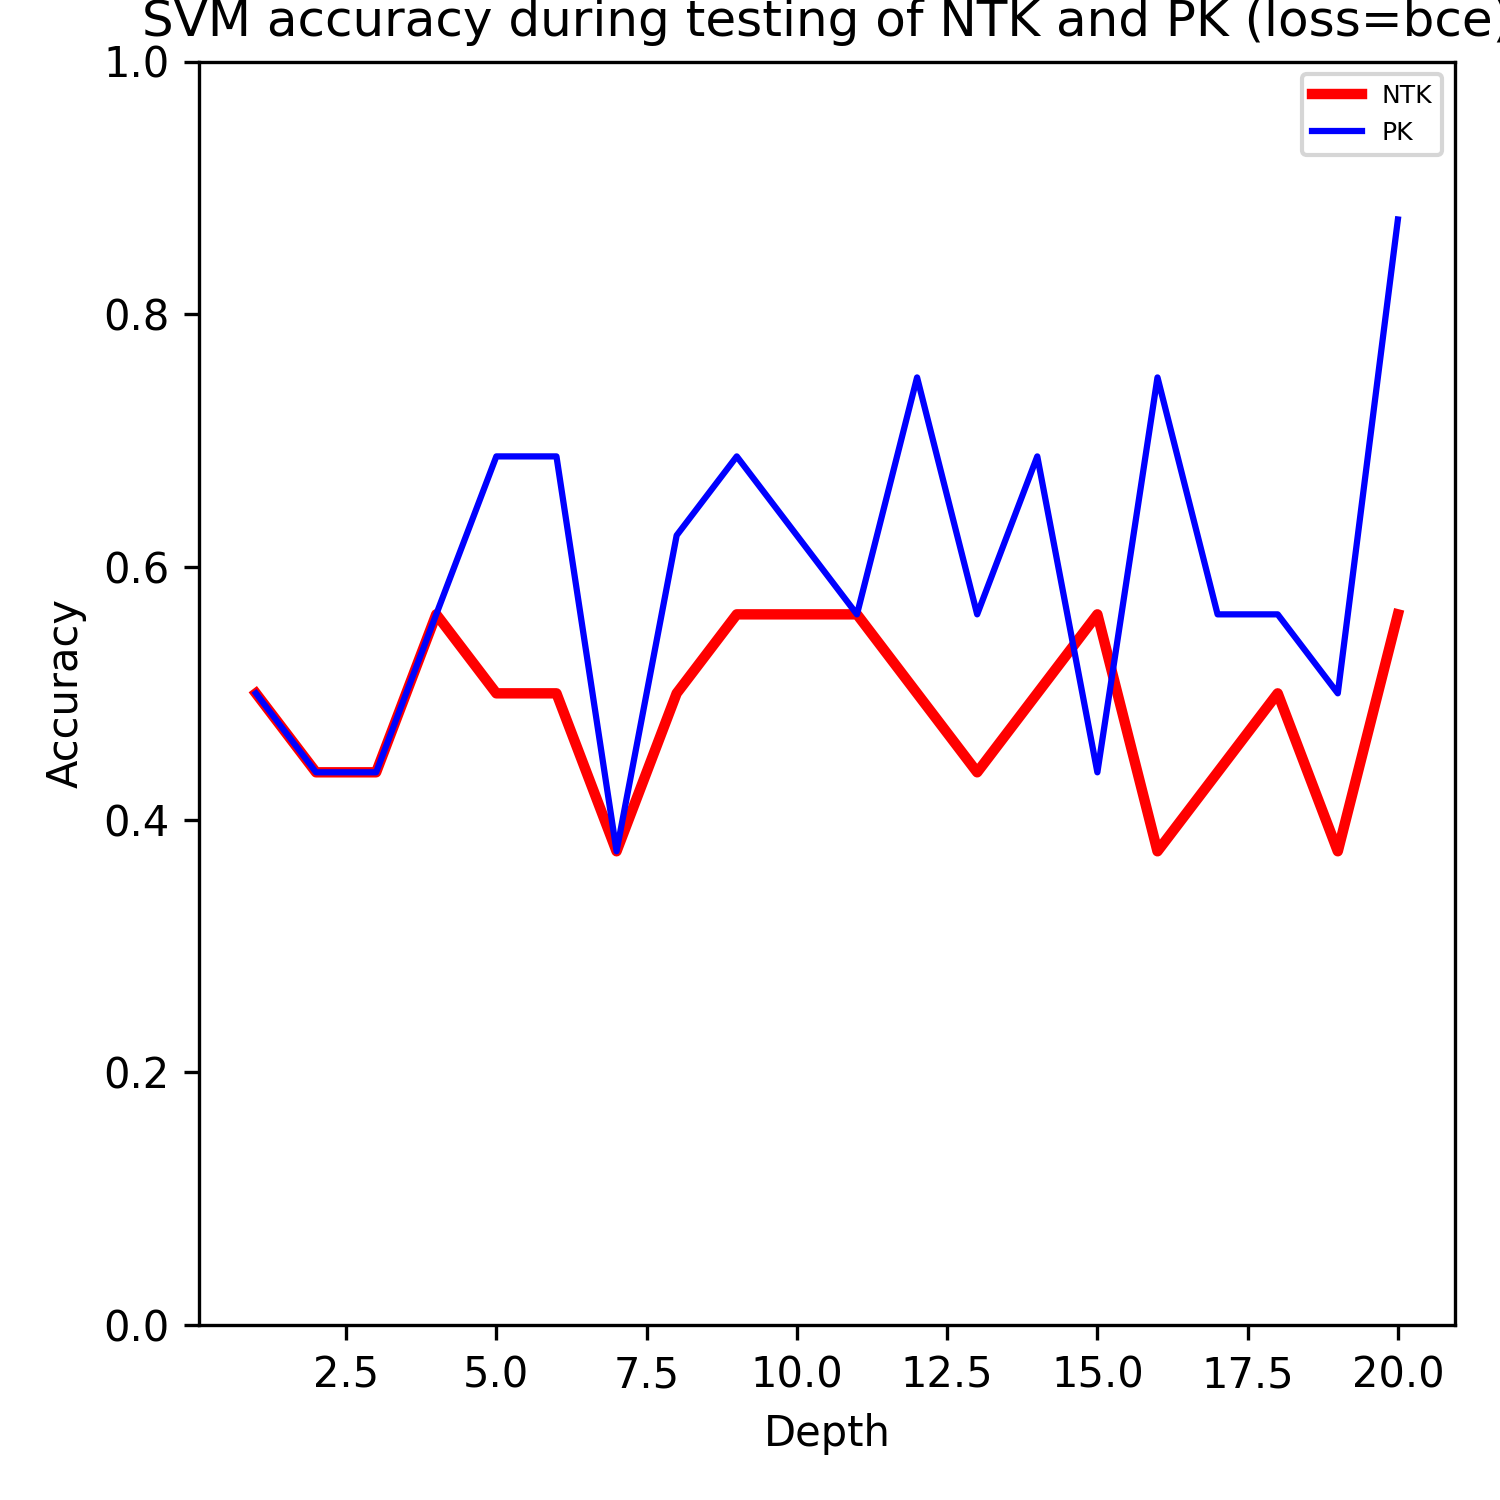 SVM accuracy during testing of NTK and PK (loss=bce)
1.0
0.8
0.6
0.4
0.2
0.0
Accuracy
NTK
PK
2.5 5.0 7.5 10.0 12.5 15.0 17.5 20.0
Depth